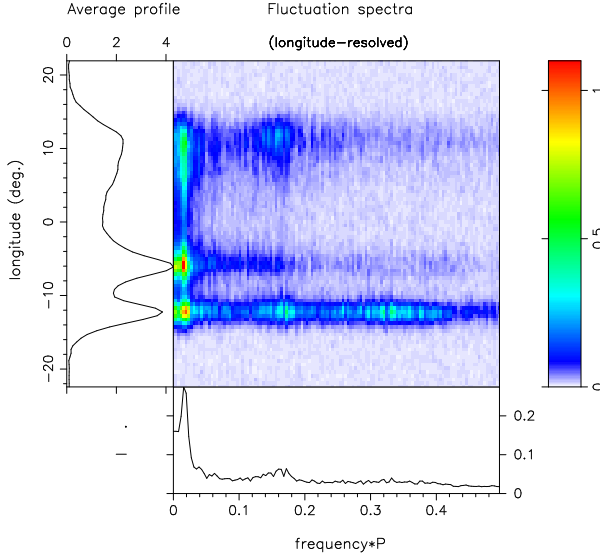 Average profile
Fluctuation spectra
0 2 4
(longitude-resolved)
20
10
0
-10
-20
longitude (deg.)
1
0.5
0
0.2
0.1
0
0 0.1 0.2 0.3 0.4
frequency*P